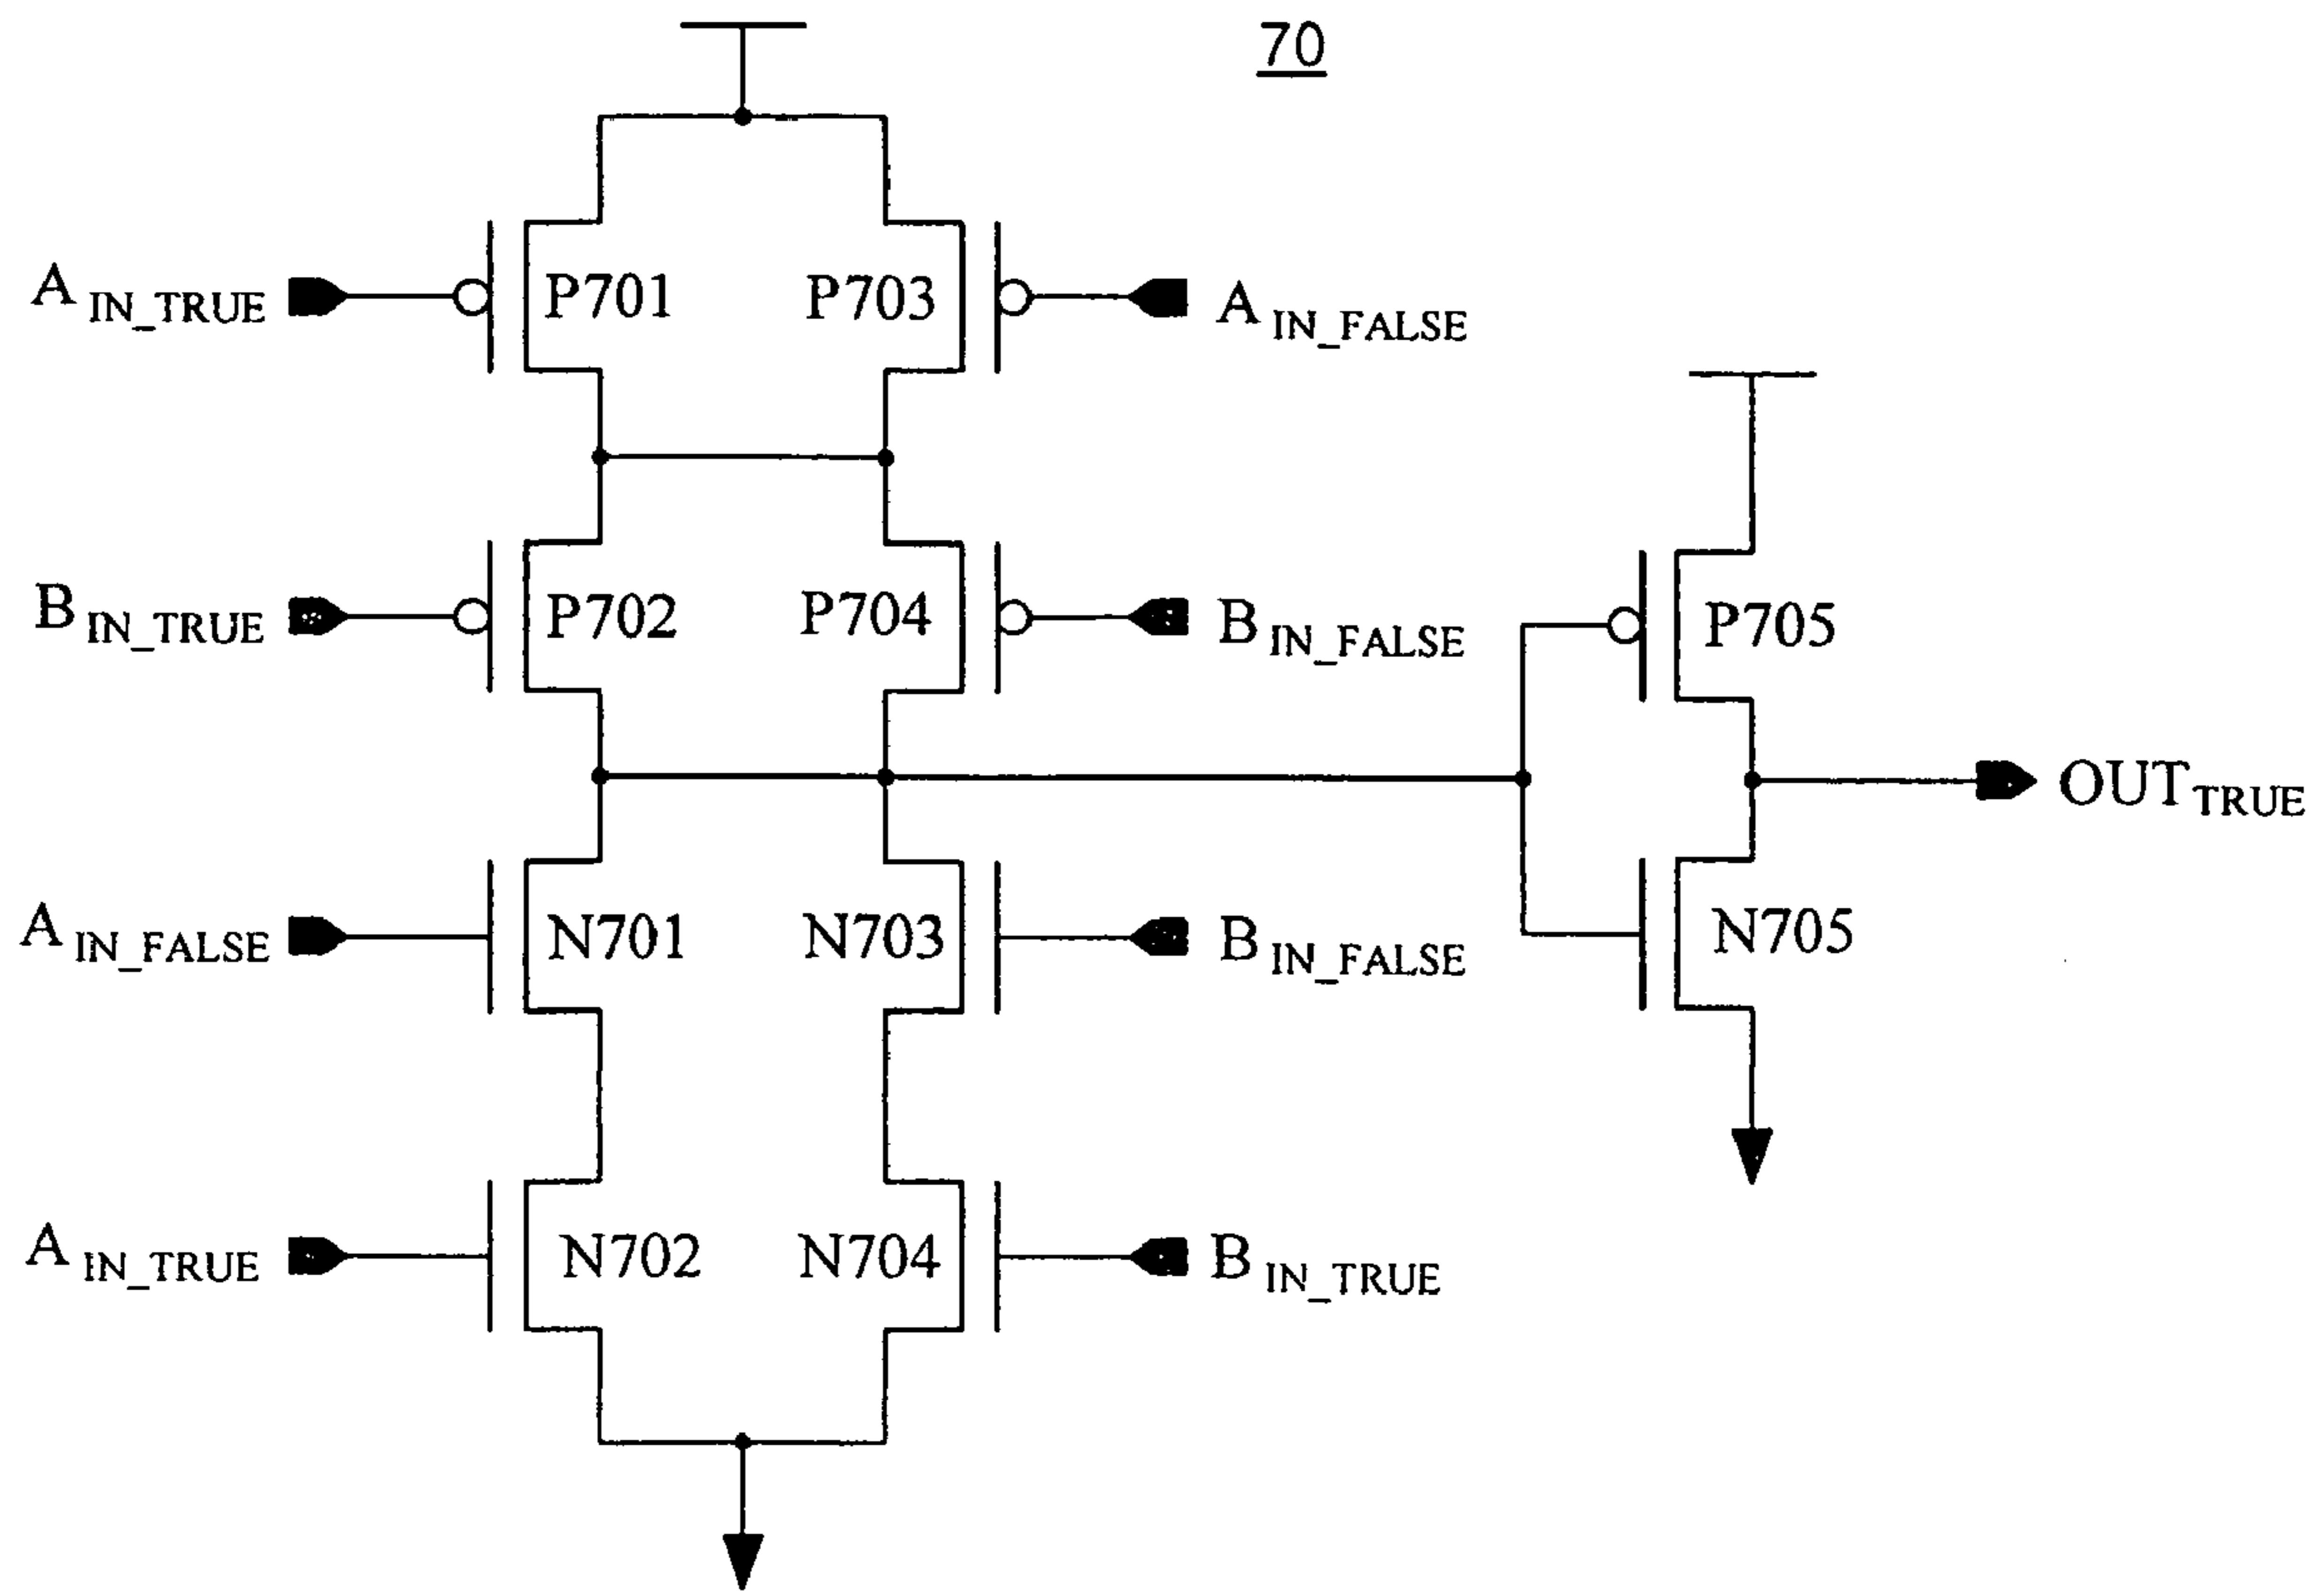 70
A IN_TRUE
P701
P703
A IN_FALSE
B IN_TRUE
P702
P704
B IN_FALSE
P705
OUT TRUE
A IN_FALSE
N701
N703
B IN_FALSE
N705
A IN_TRUE
N702
N704
B IN_TRUE